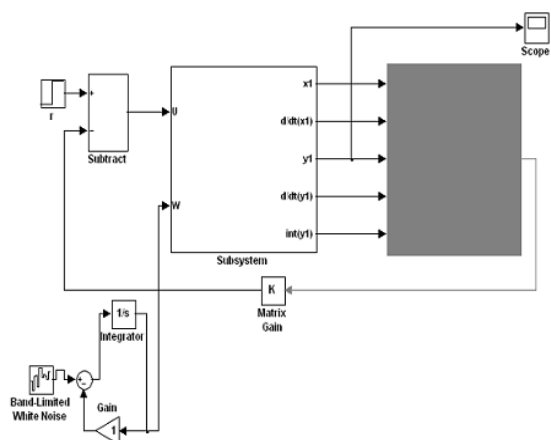 Scope
r
+
−
Subtract
U
W
x1
d/dt(x1)
y1
d/dt(y1)
int(y1)
Subsystem
K
Matrix
Gain
1/s
Integrator
+
−
Band-Limited
White Noise
Gain
1